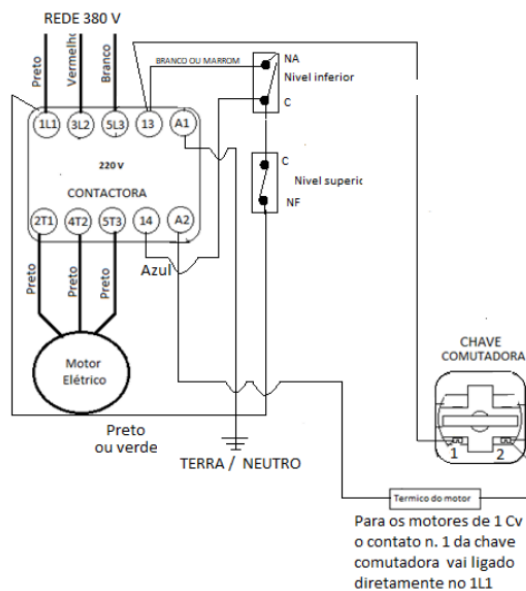 REDE 380 V
Preto
Vermelho
Branco
BRANCO OU MARROM
NA
Nivel inferior
C
1L1
3L2
5L3
13
A1
220 V
CONTACTORA
C
Nivel superic
NF
2T1
4T2
5T3
14
A2
Azul
Preto
Preto
Preto
Motor
Elétrico
CHAVE
COMUTADORA
1
2
Preto
ou verde
TERRA / NEUTRO
Termico do motor
Para os motores de 1 Cv
o contato n. 1 da chave
comutadora vai ligado
diretamente no 1L1